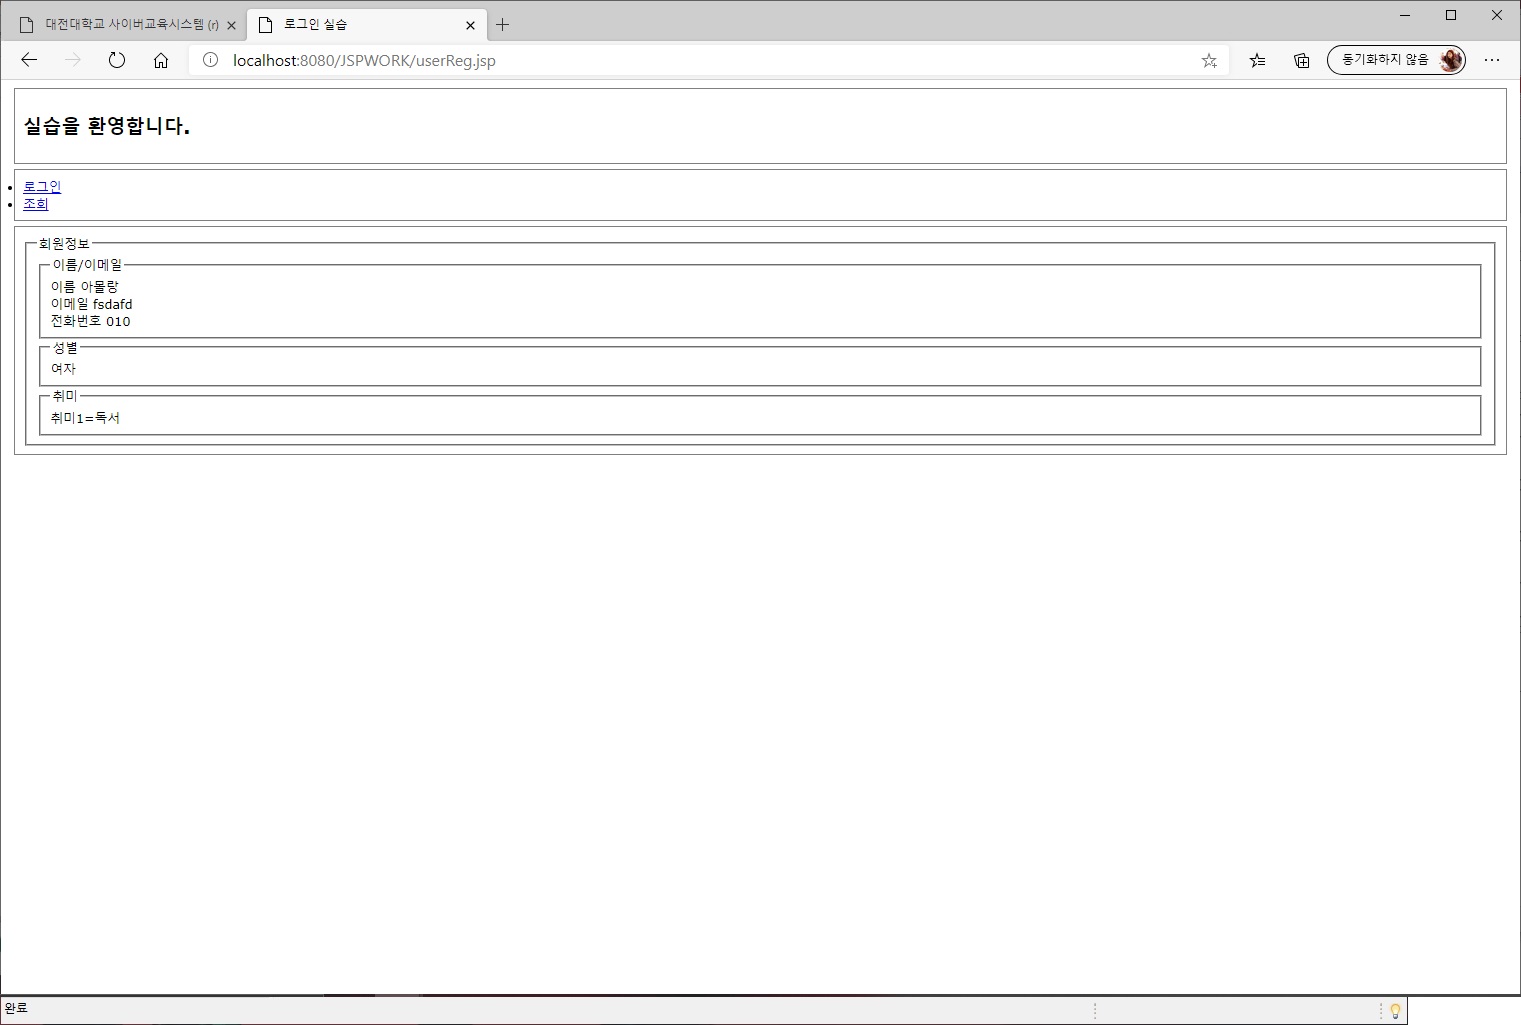 대전대학교 사이버교육시스템 (r)
로그인 실습
localhost:8080/JSPWORK/userReg.jsp
동기화하지 않음
실습을 환영합니다.
로그인
조회
회원정보
이름/이메일
이름 아몰랑
이메일 fsdafd
전화번호 010
성별
여자
취미
취미1=독서
완료